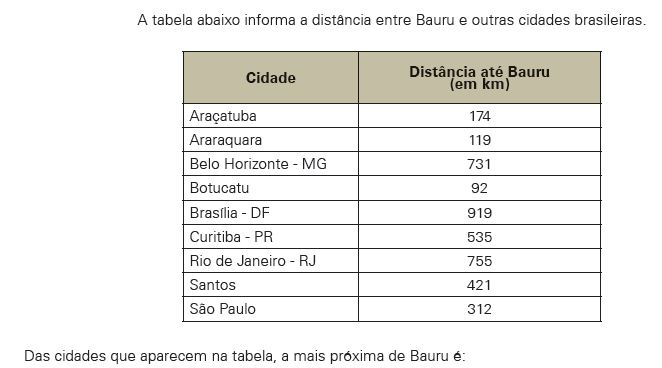 A tabela abaixo informa a distância entre Bauru e outras cidades brasileiras.
Cidade Distância até Bauru
(em km)
Araçatuba 174
Araraquara 119
Belo Horizonte - MG 731
Botucatu 92
Brasília - DF 919
Curitiba - PR 535
Rio de Janeiro - RJ 755
Santos 421
São Paulo 312
Das cidades que aparecem na tabela, a mais próxima de Bauru é: